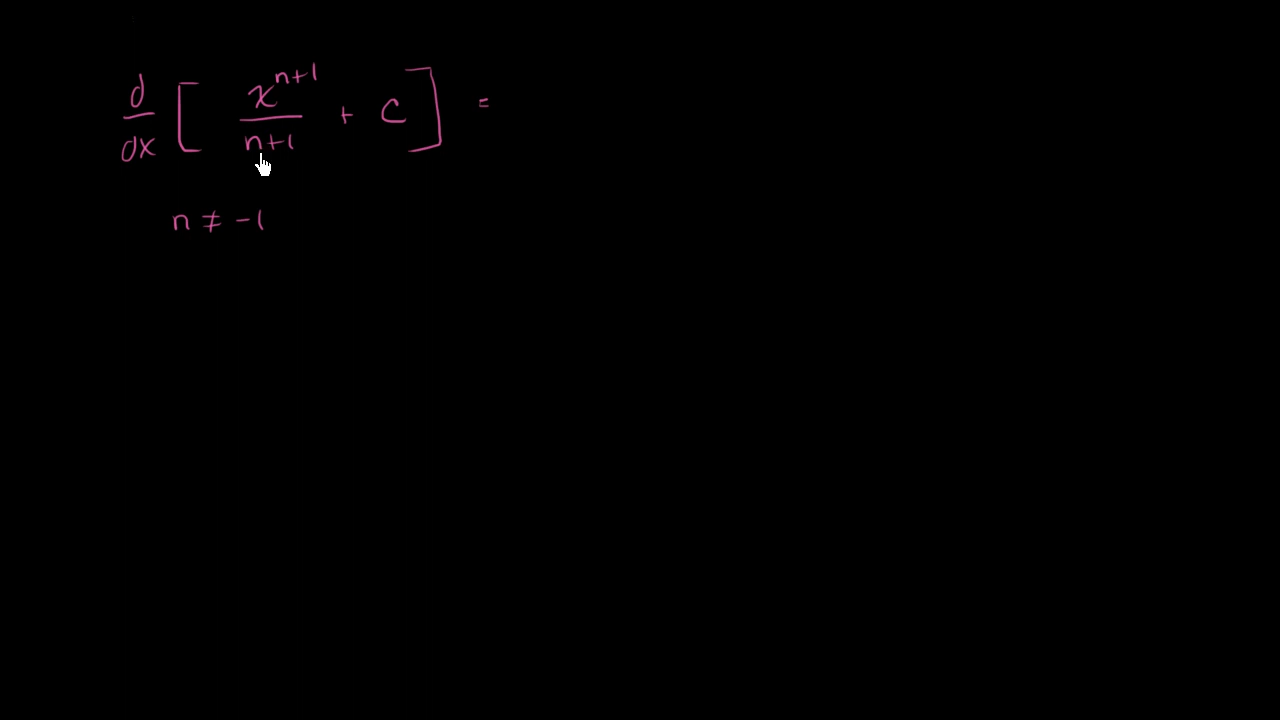 d/dx [ x^{n+1}/(n+1) + c ] =
n ≠ -1